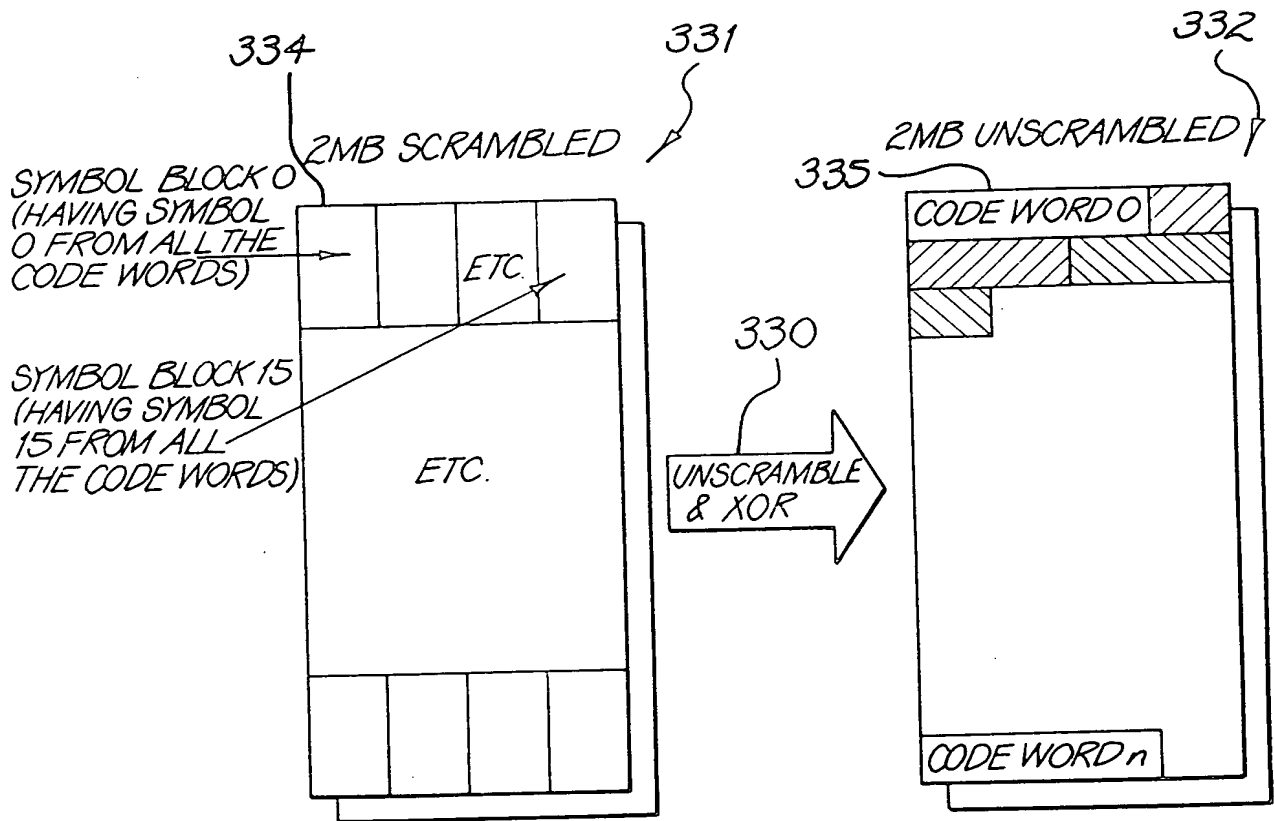 334
331
332
2MB SCRAMBLED
2MB UNSCRAMBLED
335
SYMBOL BLOCK 0
(HAVING SYMBOL
0 FROM ALL THE
CODE WORDS)
ETC.
CODE WORD 0
SYMBOL BLOCK 15
(HAVING SYMBOL
15 FROM ALL
THE CODE WORDS)
ETC.
330
UNSCRAMBLE
& XOR
CODE WORD n